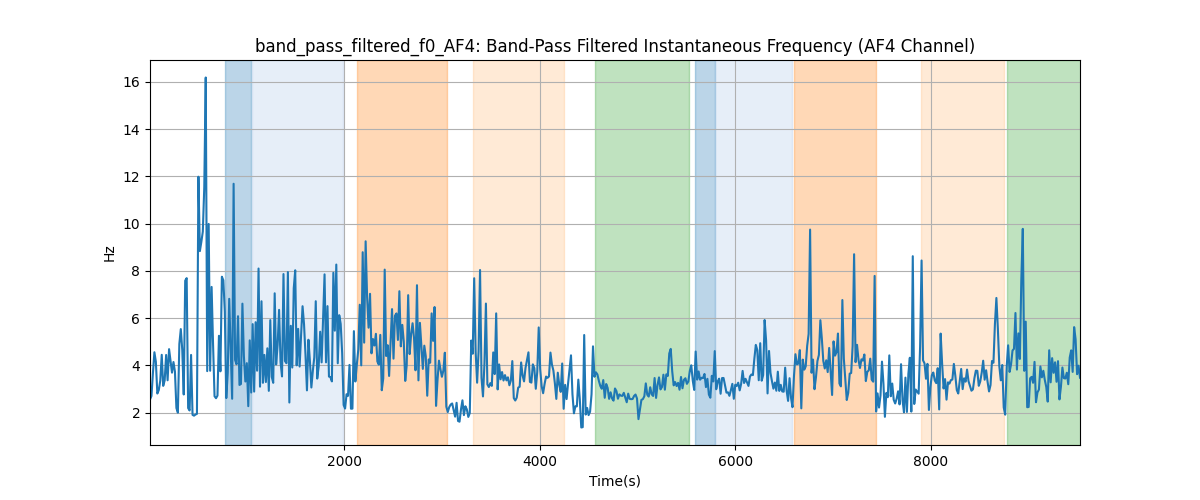 band_pass_filtered_f0_AF4: Band-Pass Filtered Instantaneous Frequency (AF4 Channel)
16
14
12
10
8
6
4
2
Hz
2000 4000 6000 8000
Time(s)